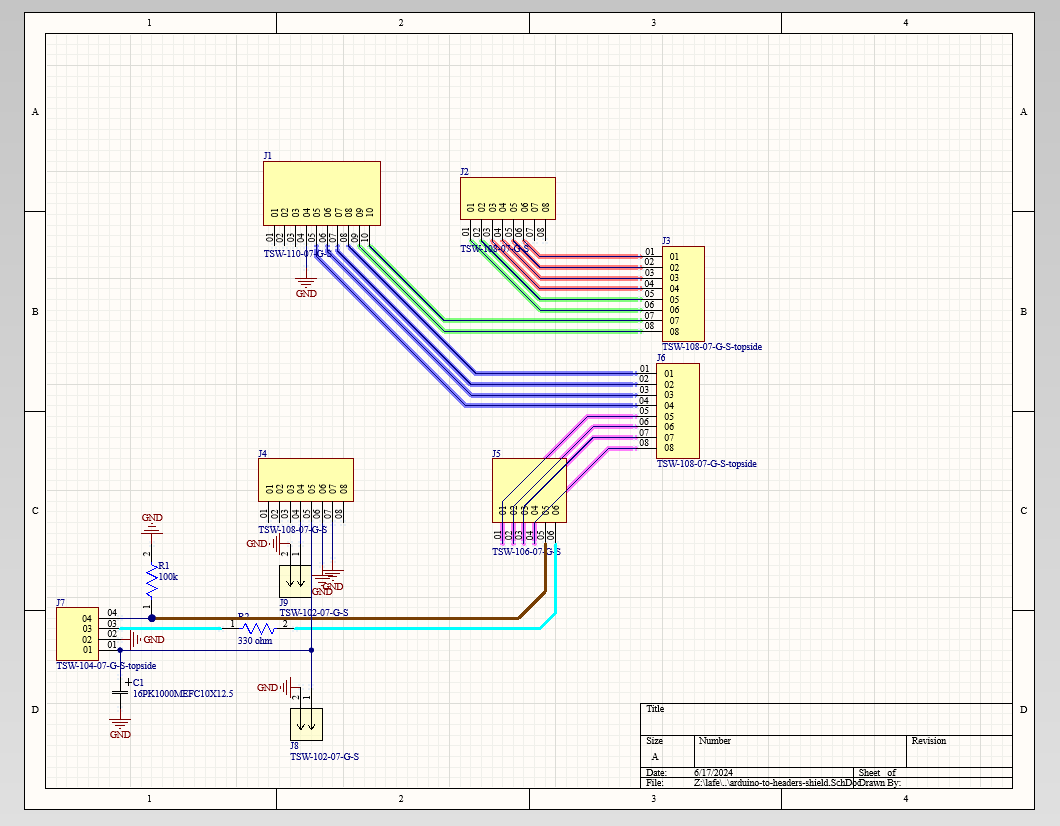 1 2 3 4
A A
B B
C C
D D
J1
01 02 03 04 05 06 07 08 09 10
01 02 03 04 05 06 07 08 09 10
TSW-110-07-G-S
GND
J2
01 02 03 04 05 06 07 08
01 02 03 04 05 06 07 08
TSW-108-07-G-S
J3
01 01
02 02
03 03
04 04
05 05
06 06
07 07
08 08
TSW-108-07-G-S-topside
J6
01 01
02 02
03 03
04 04
05 05
06 06
07 07
08 08
TSW-108-07-G-S-topside
J4
01 02 03 04 05 06 07 08
01 02 03 04 05 06 07 08
TSW-108-07-G-S
J5
01 02 03 04 05 06
01 02 03 04 05 06
TSW-106-07-G-S
GND
2
R1
100k
1
GND
2 1
GND
GND
J9
TSW-102-07-G-S
J7
04 04
03 03
02 02
01 01
GND
TSW-104-07-G-S-topside
R2
1 2
330 ohm
C1
16PK1000MEFC10X12.5
GND
GND
2 1
J8
TSW-102-07-G-S
Title
Size Number Revision
A
Date: 6/17/2024 Sheet of
File: Z:\lafe\..\arduino-to-headers-shield.SchDoc Drawn By:
1 2 3 4